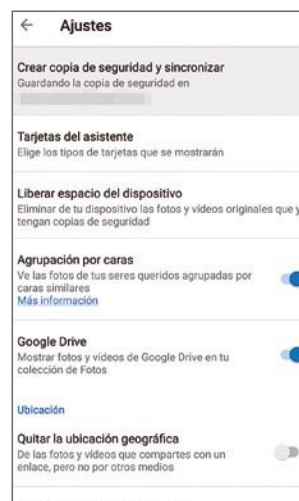 Ajustes
Crear copia de seguridad y sincronizar
Guardando la copia de seguridad en
Tarjetas del asistente
Elige los tipos de tarjetas que se mostrarán
Liberar espacio del dispositivo
Eliminar de tu dispositivo las fotos y vídeos originales que y
tengan copias de seguridad
Agrupación por caras
Ve las fotos de tus seres queridos agrupadas por
caras similares
Más información
Google Drive
Mostrar fotos y vídeos de Google Drive en tu
colección de Fotos
Ubicación
Quitar la ubicación geográfica
De las fotos y vídeos que compartes con un
enlace, pero no por otros medios